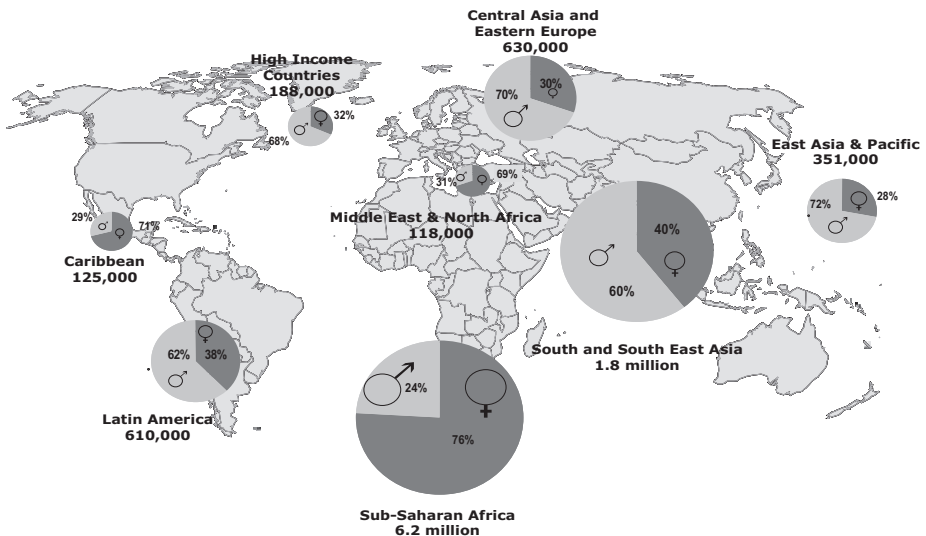 Central Asia and
Eastern Europe
630,000
70%
30%
High Income
Countries
188,000
32%
68%
East Asia & Pacific
351,000
72%
28%
31%
69%
Middle East & North Africa
118,000
29%
71%
Caribbean
125,000
40%
60%
South and South East Asia
1.8 million
62%
38%
Latin America
610,000
24%
76%
Sub-Saharan Africa
6.2 million